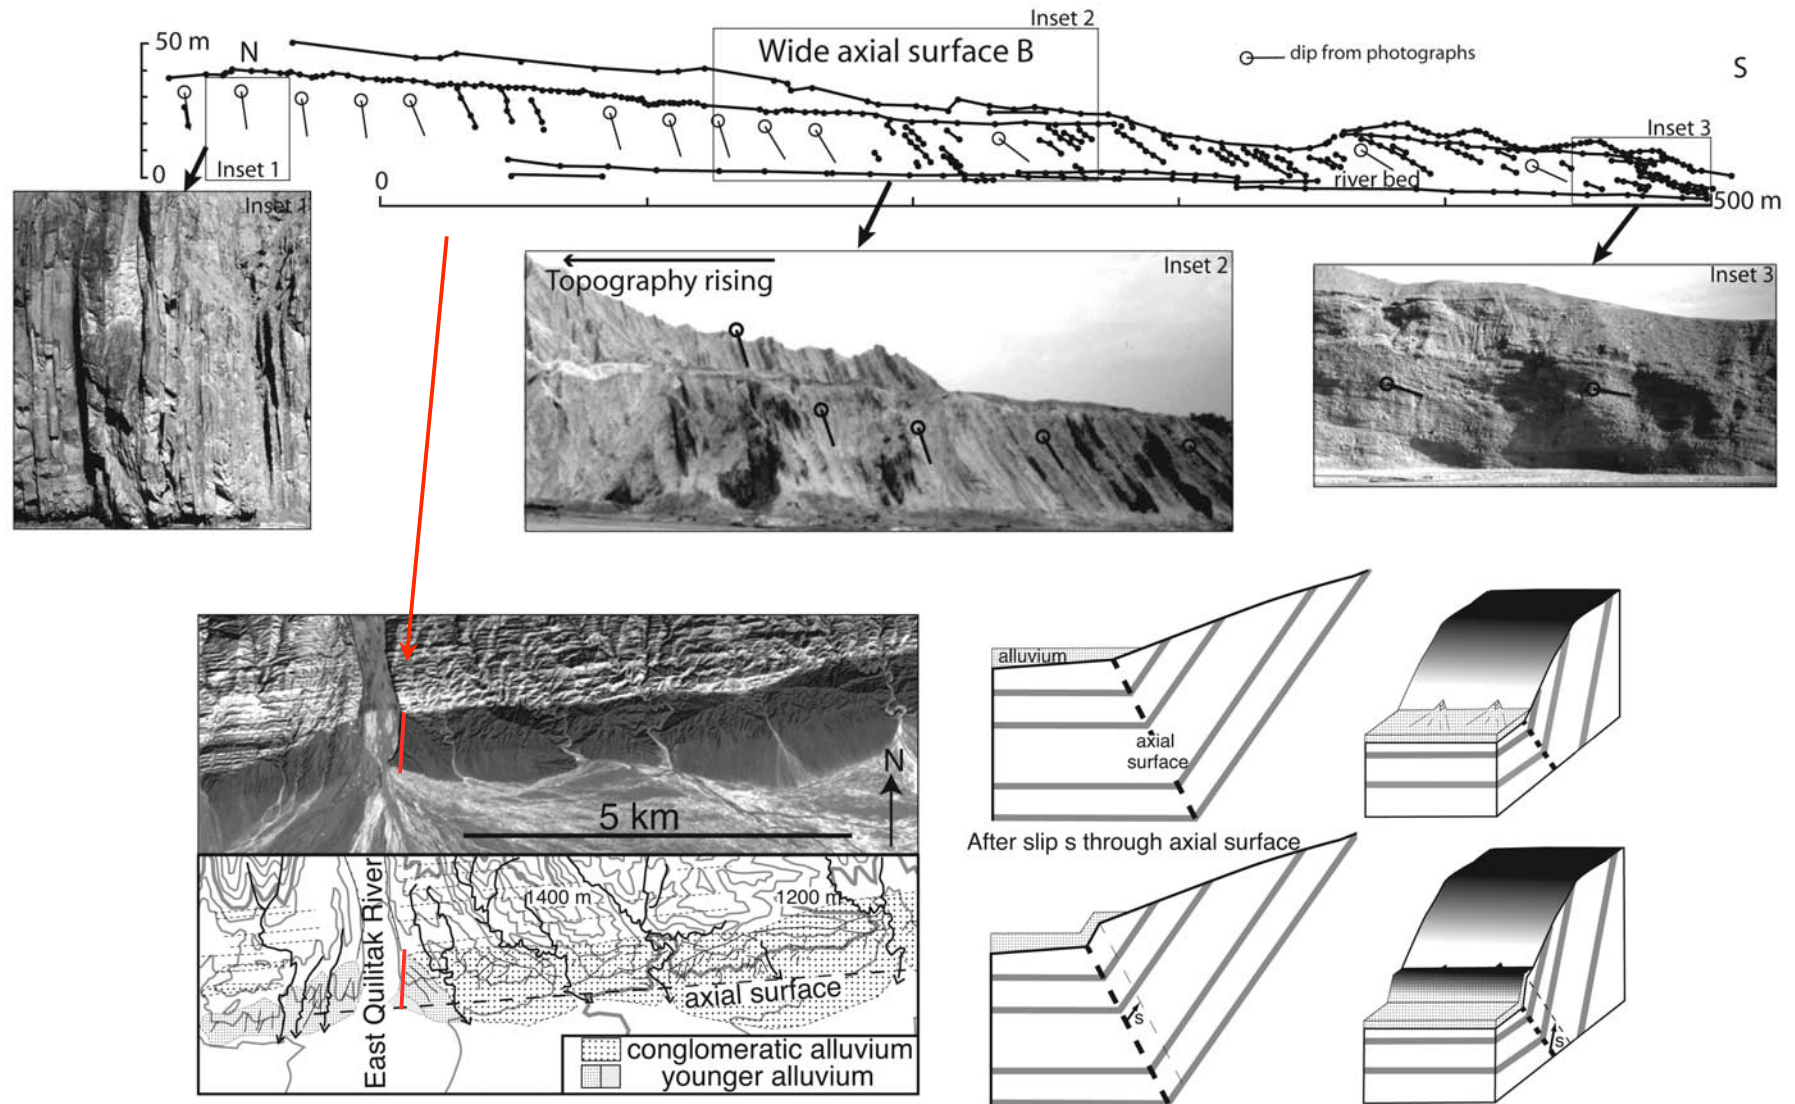 Inset 2
50 m
N
Wide axial surface B
dip from photographs
S
Inset 3
Inset 1
0
0
river bed
500 m
Inset 1
Topography rising
Inset 2
Inset 3
N
5 km
East Quilitak River
1400 m
1200 m
axial surface
conglomeratic alluvium
younger alluvium
alluvium
axial
surface
After slip s through axial surface
s
s